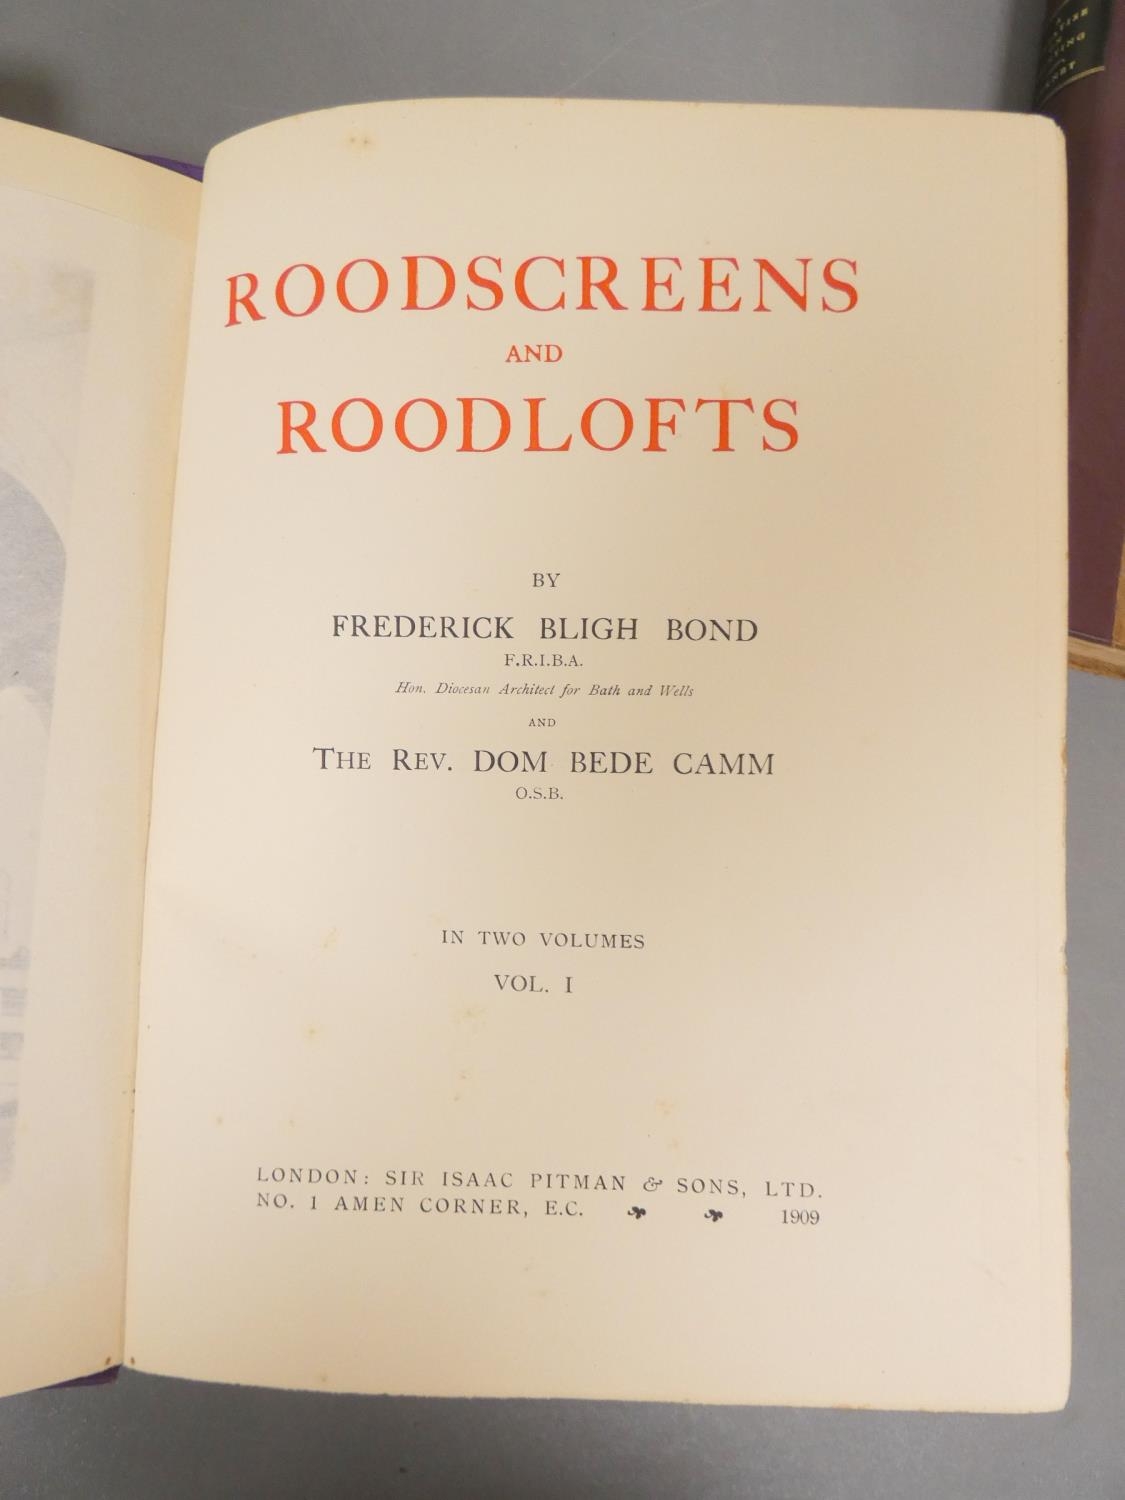 ROODSCREENS
AND
ROODLOFTS
BY
FREDERICK BLIGH BOND
F.R.I.B.A.
Hon. Diocesan Architect for Bath and Wells
AND
THE REV. DOM BEDE CAMM
O.S.B.
IN TWO VOLUMES
VOL. I
LONDON: SIR ISAAC PITMAN & SONS, LTD.
NO. 1 AMEN CORNER, E.C. 1909